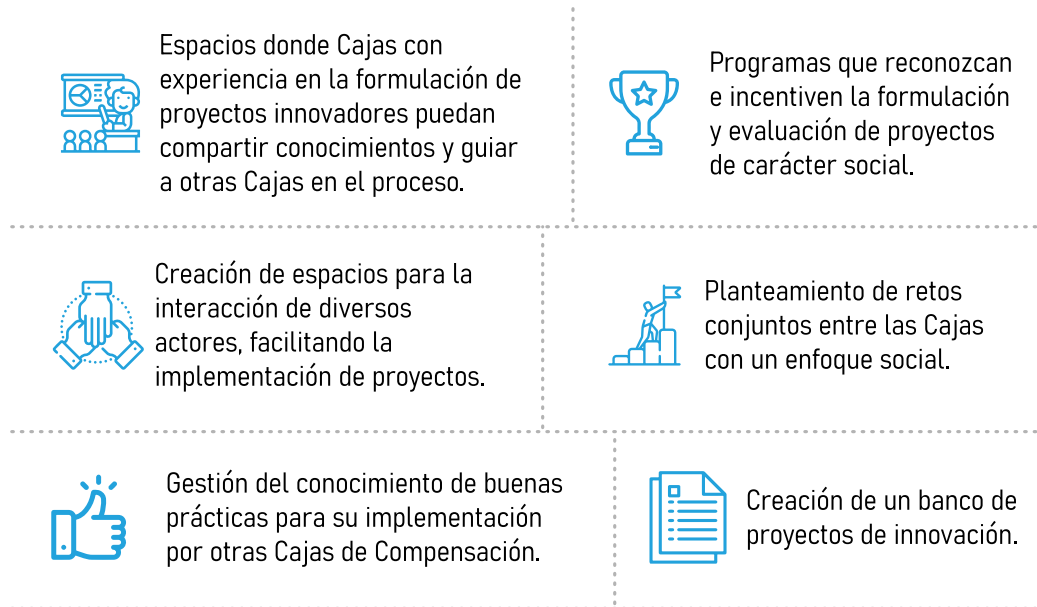 Espacios donde Cajas con
experiencia en la formulación de
proyectos innovadores puedan
compartir conocimientos y guiar
a otras Cajas en el proceso.
Programas que reconozcan
e incentiven la formulación
y evaluación de proyectos
de carácter social.
Creación de espacios para la
interacción de diversos
actores, facilitando la
implementación de proyectos.
Planteamiento de retos
conjuntos entre las Cajas
con un enfoque social.
Gestión del conocimiento de buenas
prácticas para su implementación
por otras Cajas de Compensación.
Creación de un banco de
proyectos de innovación.